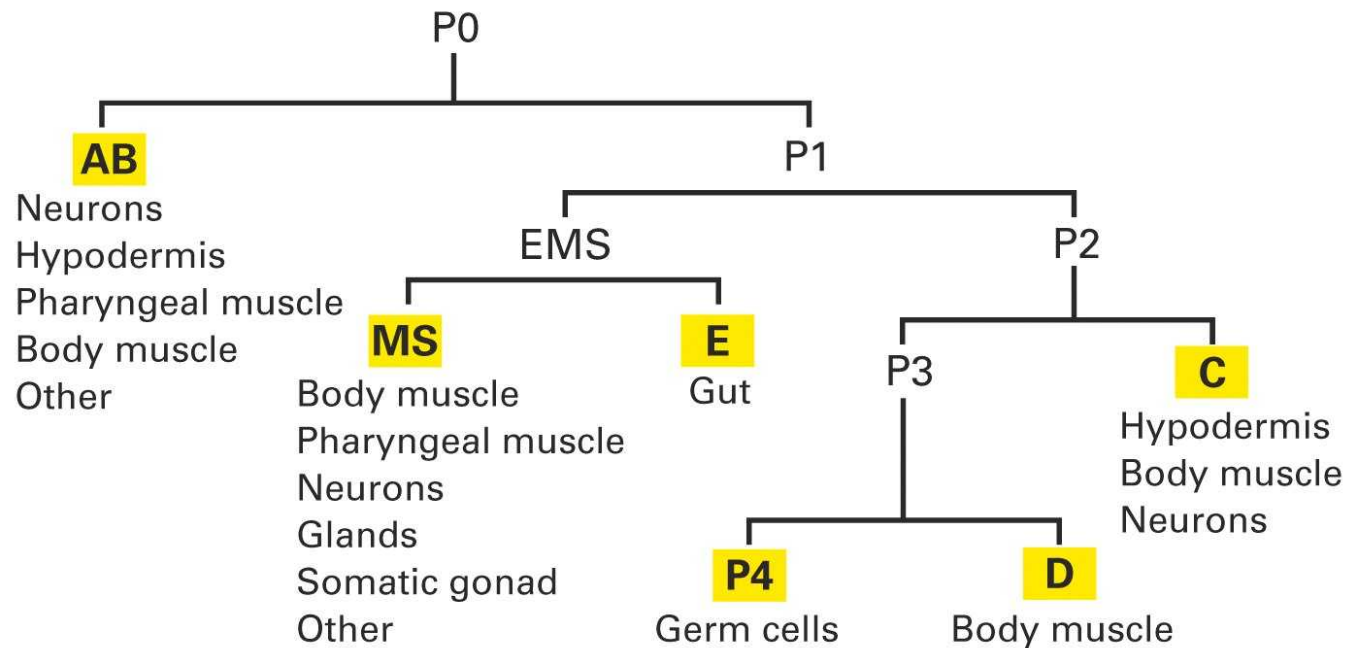 P0
AB
Neurons
Hypodermis
Pharyngeal muscle
Body muscle
Other
P1
EMS
MS
Body muscle
Pharyngeal muscle
Neurons
Glands
Somatic gonad
Other
E
Gut
P2
P3
P4
Germ cells
D
Body muscle
C
Hypodermis
Body muscle
Neurons